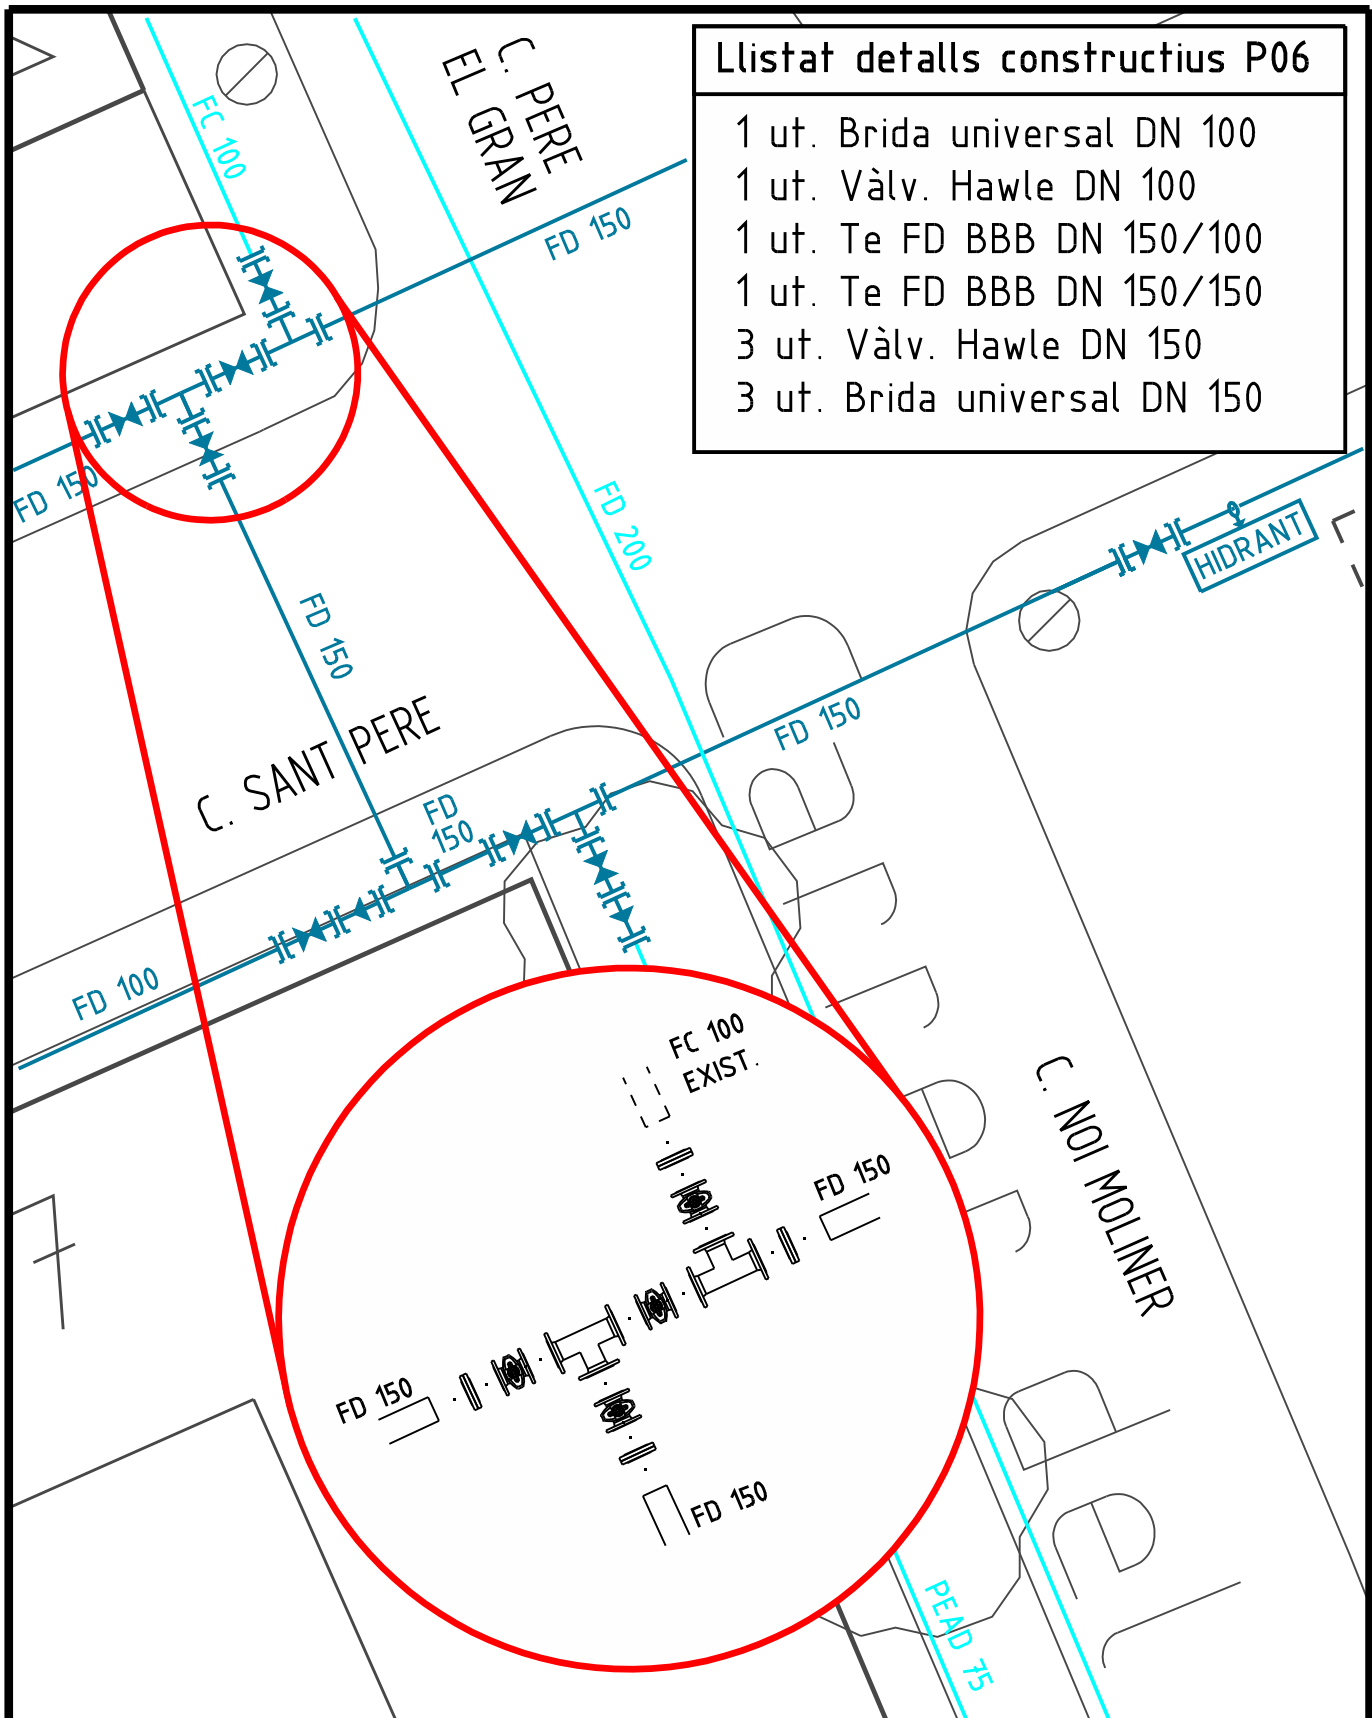 Llistat detalls constructius P06
1 ut. Brida universal DN 100
1 ut. Vàlv. Hawle DN 100
1 ut. Te FD BBB DN 150/100
1 ut. Te FD BBB DN 150/150
3 ut. Vàlv. Hawle DN 150
3 ut. Brida universal DN 150
C. PERE
EL GRAN
FC 100
FD 150
FD 150
FD 200
HIDRANT
FD 150
FD 150
C. SANT PERE
FD
150
FD 100
FC 100
EXIST.
FD 150
FD 150
FD 150
C. NOI MOLINER
PEAD 75